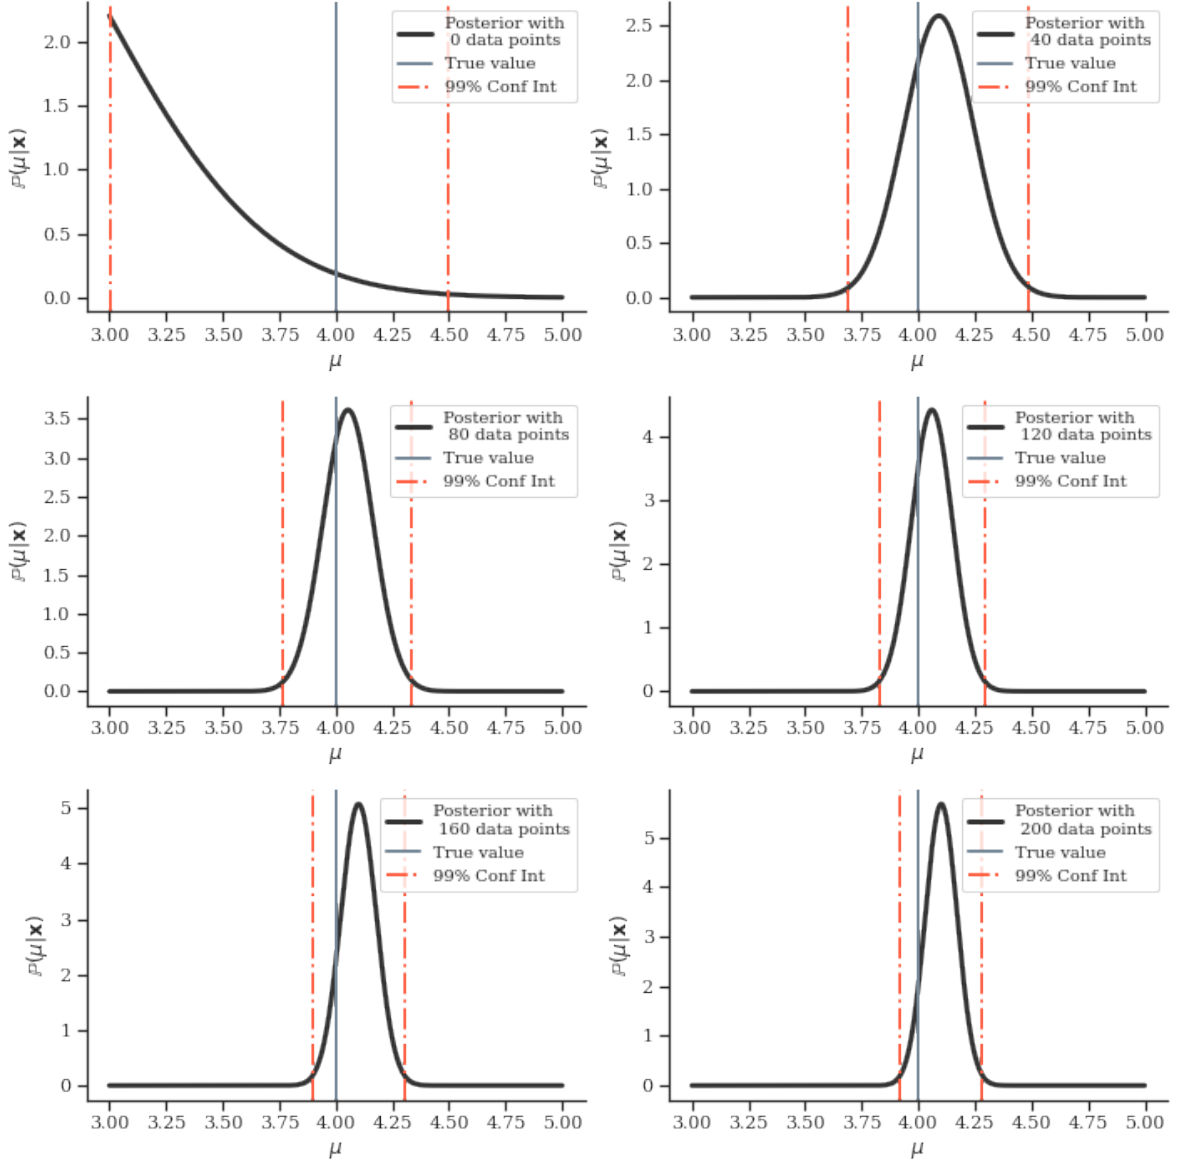 Posterior with
0 data points
True value
99% Conf Int
2.0
1.5
1.0
0.5
0.0
ℙ(μ|x)
3.00 3.25 3.50 3.75 4.00 4.25 4.50 4.75 5.00
μ
Posterior with
40 data points
True value
99% Conf Int
2.5
2.0
1.5
1.0
0.5
0.0
ℙ(μ|x)
3.00 3.25 3.50 3.75 4.00 4.25 4.50 4.75 5.00
μ
Posterior with
80 data points
True value
99% Conf Int
3.5
3.0
2.5
2.0
1.5
1.0
0.5
0.0
ℙ(μ|x)
3.00 3.25 3.50 3.75 4.00 4.25 4.50 4.75 5.00
μ
Posterior with
120 data points
True value
99% Conf Int
4
3
2
1
0
ℙ(μ|x)
3.00 3.25 3.50 3.75 4.00 4.25 4.50 4.75 5.00
μ
Posterior with
160 data points
True value
99% Conf Int
5
4
3
2
1
0
ℙ(μ|x)
3.00 3.25 3.50 3.75 4.00 4.25 4.50 4.75 5.00
μ
Posterior with
200 data points
True value
99% Conf Int
5
4
3
2
1
0
ℙ(μ|x)
3.00 3.25 3.50 3.75 4.00 4.25 4.50 4.75 5.00
μ